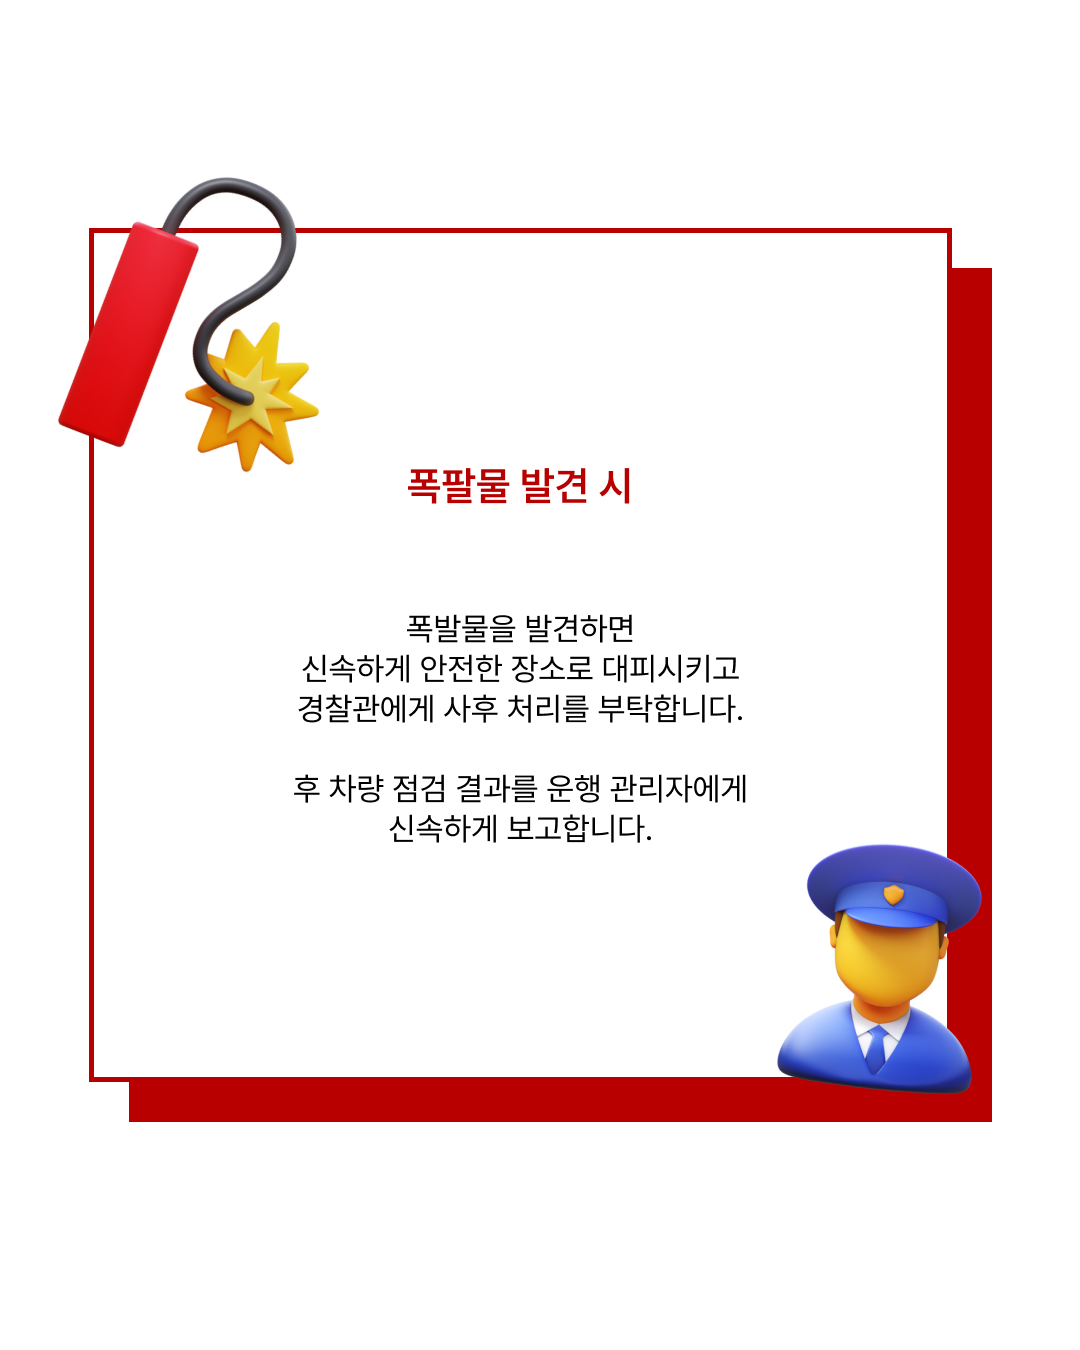 폭팔물 발견 시
폭발물을 발견하면
신속하게 안전한 장소로 대피시키고
경찰관에게 사후 처리를 부탁합니다.
후 차량 점검 결과를 운행 관리자에게
신속하게 보고합니다.